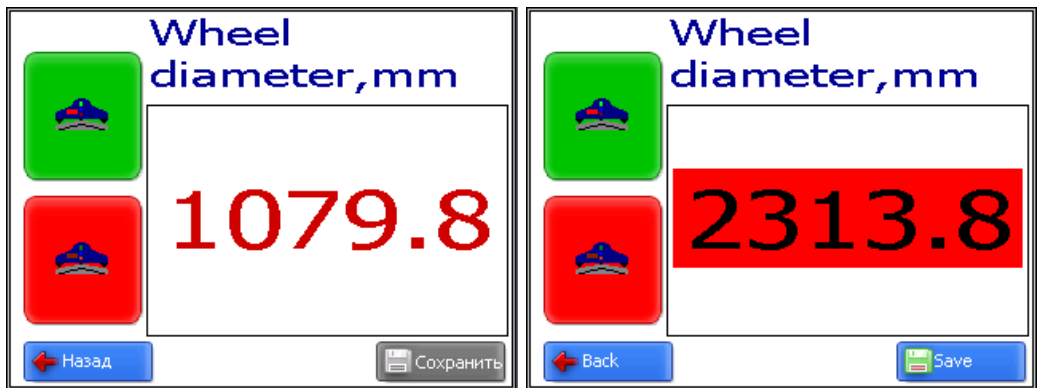 Wheel
diameter,mm
1079.8
Назад
Сохранить
Wheel
diameter,mm
2313.8
Back
Save